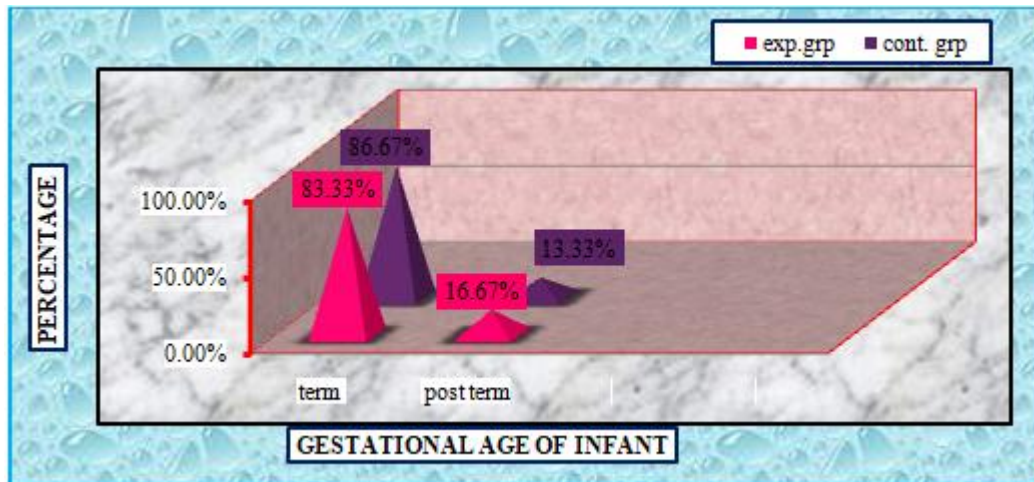 exp.grp cont. grp
86.67%
83.33%
100.00%
13.33%
50.00%
16.67%
0.00%
term post term
PERCENTAGE
GESTATIONAL AGE OF INFANT